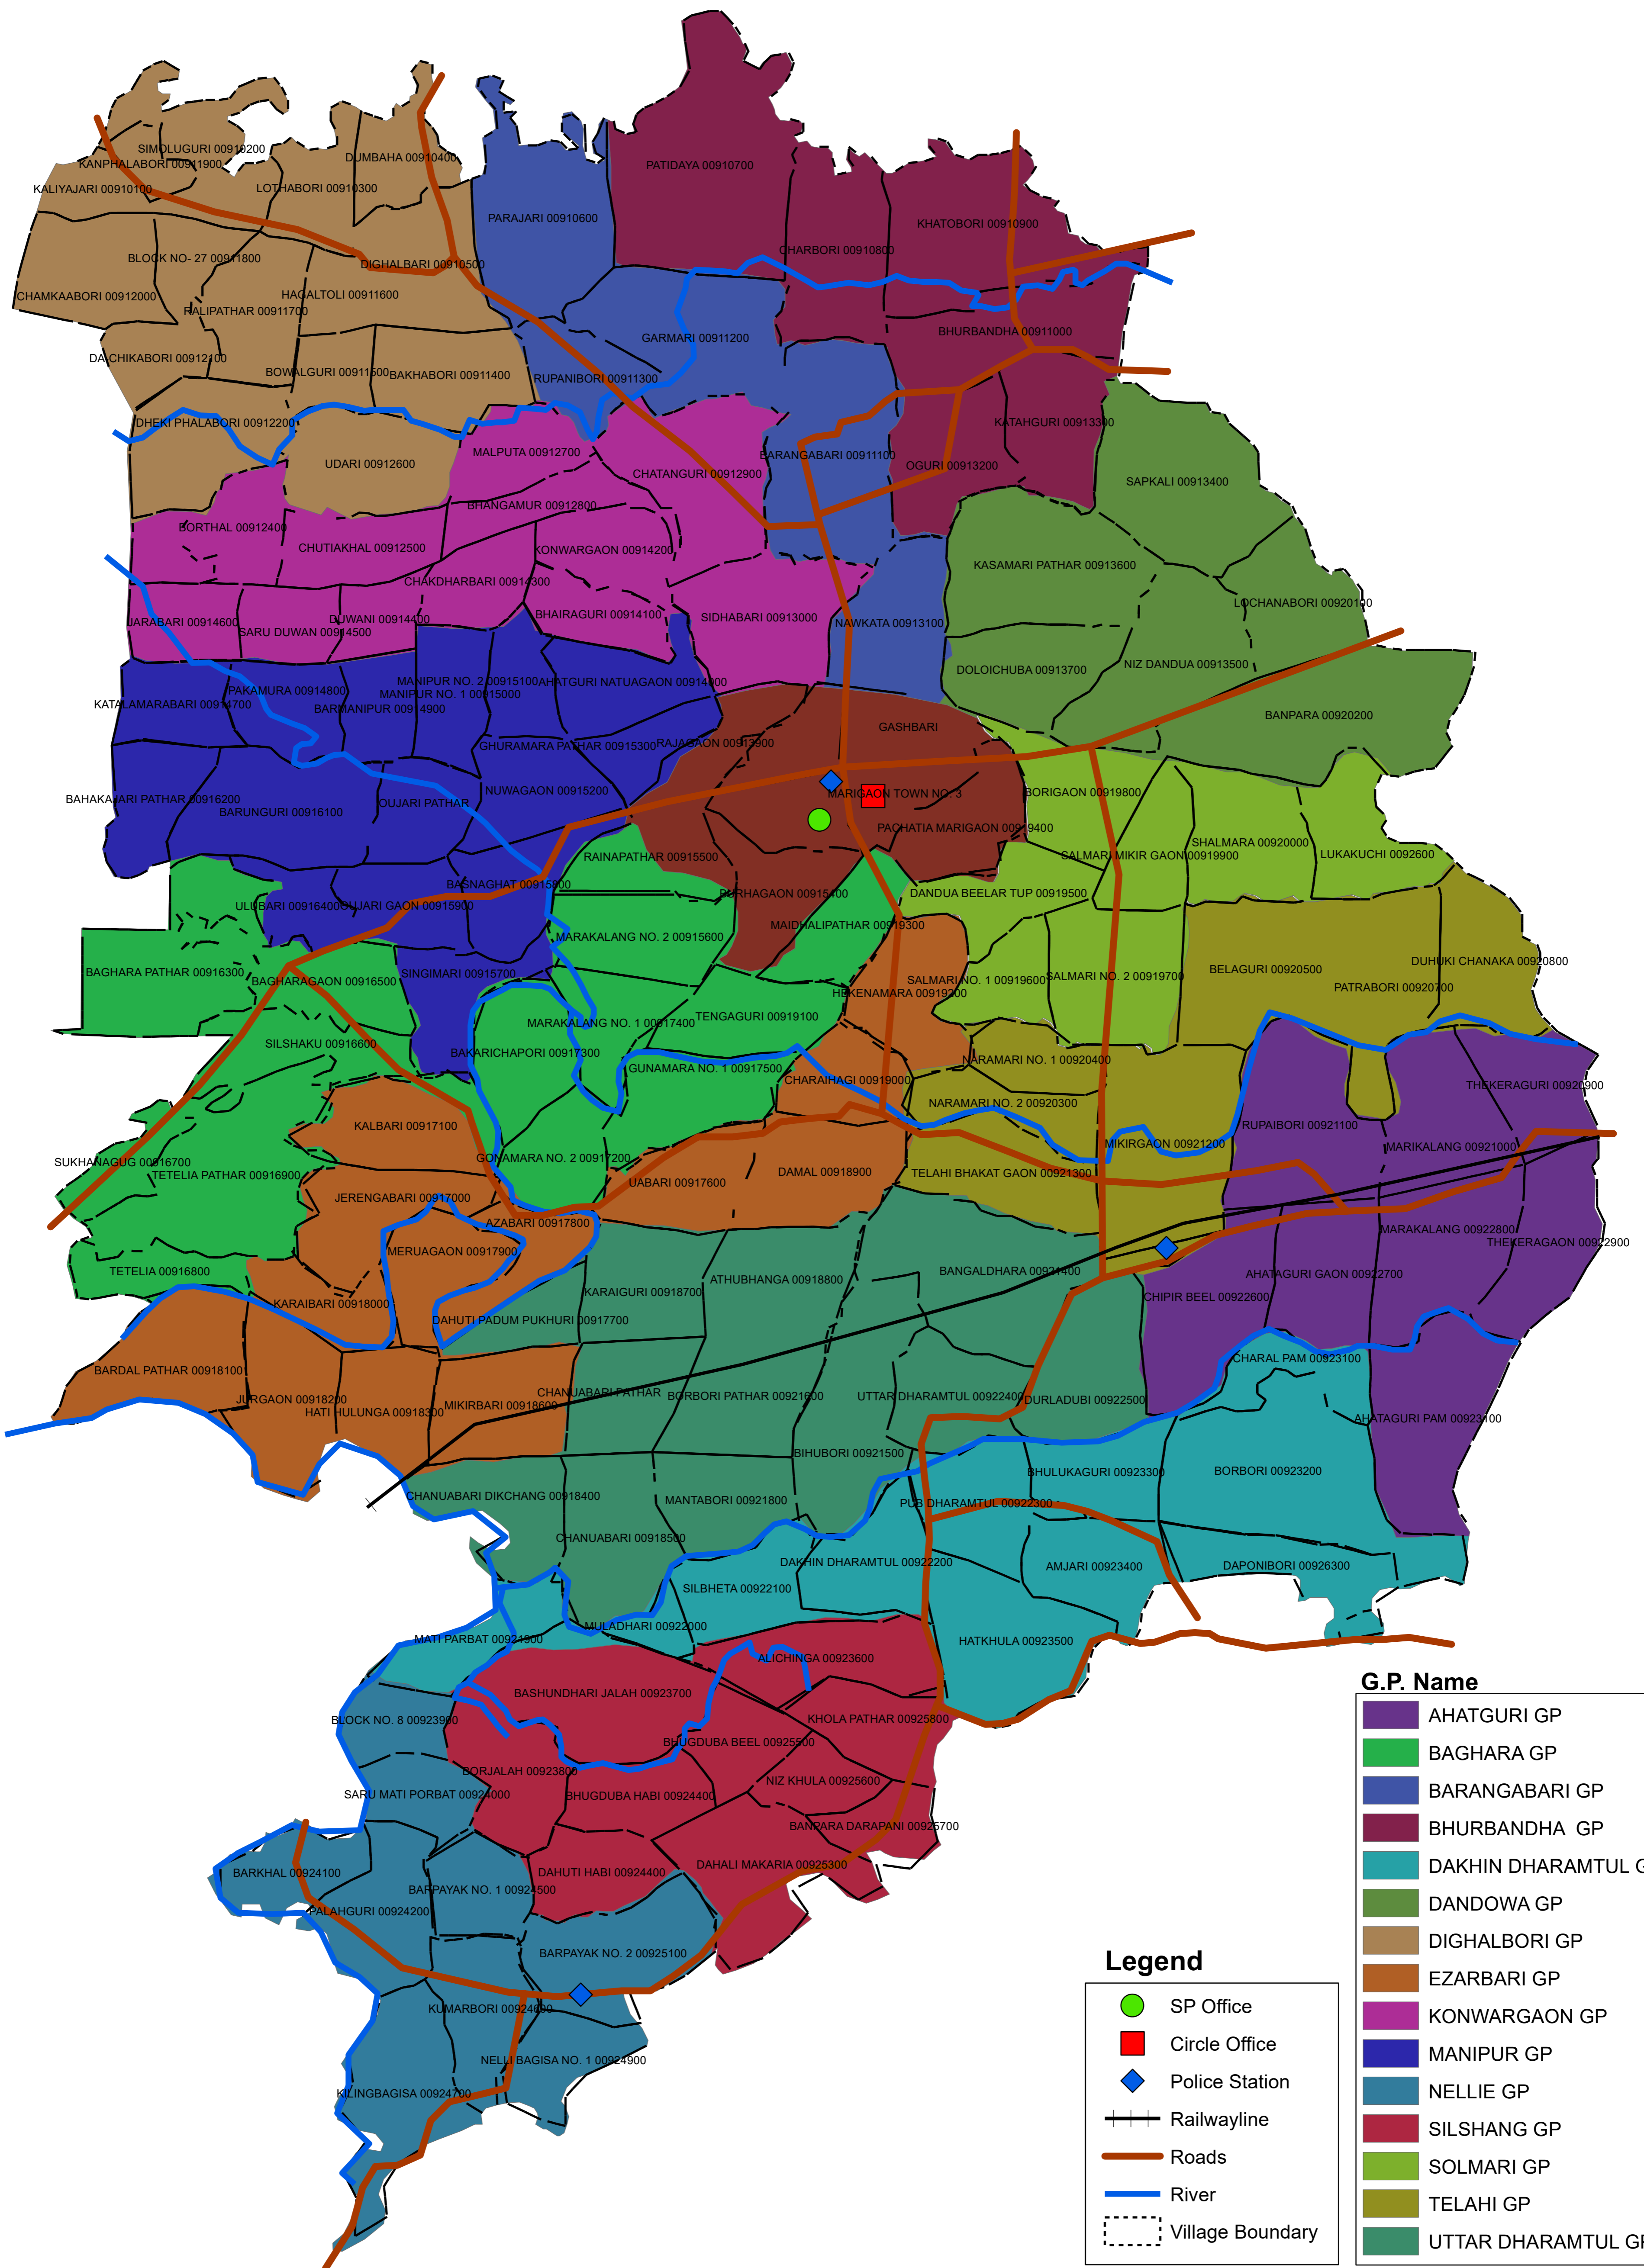 SIMOLUGURI 00910200
KANPHALABORI 00911900
DUMBAHA 00910400
KALIYAJARI 00910100
LOTHABORI 00910300
PATIDAYA 00910700
PARAJARI 00910600
KHATOBORI 00910900
CHARBORI 00910800
BLOCK NO- 27 00911800
DIGHALBARI 00910500
CHAMKAABORI 00912000
HAGALTOLI 00911600
RALIPATHAR 00911700
GARMARI 00911200
BHURBANDHA 00911000
DA-CHIKABORI 00912100
BOWALGURI 00911500
BAKHABORI 00911400
RUPANIBORI 00911300
DHEKI PHALABORI 00912200
KATAHGURI 00913300
UDARI 00912600
MALPUTA 00912700
CHATANGURI 00912900
BARANGABARI 00911100
OGURI 00913200
SAPKALI 00913400
BHANGAMUR 00912800
BORTHAL 00912400
CHUTIAKHAL 00912500
KONWARGAON 00914200
KASAMARI PATHAR 00913600
CHAKDHARBARI 00914300
LOCHANABORI 00920100
JARABARI 00914600
SARU DUWAN 00914500
DUWANI 00914400
BHAIRAGURI 00914100
SIDHABARI 00913000
NAWKATA 00913100
DOLOICHUBA 00913700
NIZ DANDUA 00913500
MANIPUR NO. 2 00915100
AHATGURI NATUAGAON 00914000
PAKAMURA 00914800
MANIPUR NO. 1 00915000
KATALAMARABARI 00914700
BARMANIPUR 00914900
BANPARA 00920200
GASHBARI
GHURAMARA PATHAR 00915300
RAJAGAON 00913900
NUWAGAON 00915200
MARIGAON TOWN NO. 3
BORIGAON 00919800
BAHAKAJARI PATHAR 00916200
BARUNGURI 00916100
OUJARI PATHAR
PACHATIA MARIGAON 00919400
SHALMARA 00920000
RAINAPATHAR 00915500
SALMARI MIKIR GAON 00919900
LUKAKUCHI 0092600
BASNAGHAT 00915800
BURHAGAON 00915400
DANDUA BEELAR TUP 00919500
ULUBARI 00916400
OUJARI GAON 00915900
MAIDHALIPATHAR 00919300
MARAKALANG NO. 2 00915600
BAGHARA PATHAR 00916300
BAGHARAGAON 00916500
SINGIMARI 00915700
SALMARI NO. 1 00919600
SALMARI NO. 2 00919700
BELAGURI 00920500
DUHUKI CHANAKA 00920800
HEKENAMARA 00919200
PATRABORI 00920700
TENGAGURI 00919100
MARAKALANG NO. 1 00917400
SILSHAKU 00916600
BAKARICHAPORI 00917300
NARAMARI NO. 1 00920400
GUNAMARA NO. 1 00917500
CHARAIHAGI 00919000
THEKERAGURI 00920900
NARAMARI NO. 2 00920300
KALBARI 00917100
RUPAIBORI 00921100
MIKIRGAON 00921200
MARIKALANG 00921000
SUKHANAGUG 00916700
GONAMARA NO. 2 00917200
TETELIA PATHAR 00916900
UABARI 00917600
DAMAL 00918900
TELAHI BHAKAT GAON 00921300
JERENGABARI 00917000
AZABARI 00917800
MARAKALANG 00922800
MERUAGAON 00917900
THEKERAGAON 00922900
TETELIA 00916800
ATHUBHANGA 00918800
BANGALDHARA 00921400
AHATAGURI GAON 00922700
KARAIGURI 00918700
CHIPIR BEEL 00922600
KARAIBARI 00918000
DAHUTI PADUM PUKHURI 00917700
CHARAL PAM 00923100
BARDAL PATHAR 00918100
CHANUABARI PATHAR
BORBORI PATHAR 00921600
UTTAR DHARAMTUL 00922400
DURLADUBI 00922500
JURGAON 00918200
HATI HULUNGA 00918300
MIKIRBARI 00918600
AHATAGURI PAM 00923100
BIHUBORI 00921500
BHULUKAGURI 00923300
BORBORI 00923200
CHANUABARI DIKCHANG 00918400
MANTABORI 00921800
PUB DHARAMTUL 00922300
CHANUABARI 00918500
DAKHIN DHARAMTUL 00922200
AMJARI 00923400
DAPONIBORI 00926300
SILBHETA 00922100
MULADHARI 00922000
MATI PARBAT 00921900
HATKHULA 00923500
ALICHINGA 00923600
BASHUNDHARI JALAH 00923700
BLOCK NO. 8 00923900
KHOLA PATHAR 00925800
BHUGDUBA BEEL 00925500
BORJALAH 00923800
NIZ KHULA 00925600
SARU MATI PORBAT 00924000
BHUGDUBA HABI 00924400
BANPARA DARAPANI 00925700
BARKHAL 00924100
DAHUTI HABI 00924400
DAHALI MAKARIA 00925300
BARPAYAK NO. 1 00924500
PALAHGURI 00924200
BARPAYAK NO. 2 00925100
KUMARBORI 00924600
NELLI BAGISA NO. 1 00924900
KILINGBAGISA 00924700
Legend
SP Office
Circle Office
Police Station
Railwayline
Roads
River
Village Boundary
G.P. Name
AHATGURI GP
BAGHARA GP
BARANGABARI GP
BHURBANDHA GP
DAKHIN DHARAMTUL G
DANDOWA GP
DIGHALBORI GP
EZARBARI GP
KONWARGAON GP
MANIPUR GP
NELLIE GP
SILSHANG GP
SOLMARI GP
TELAHI GP
UTTAR DHARAMTUL GP